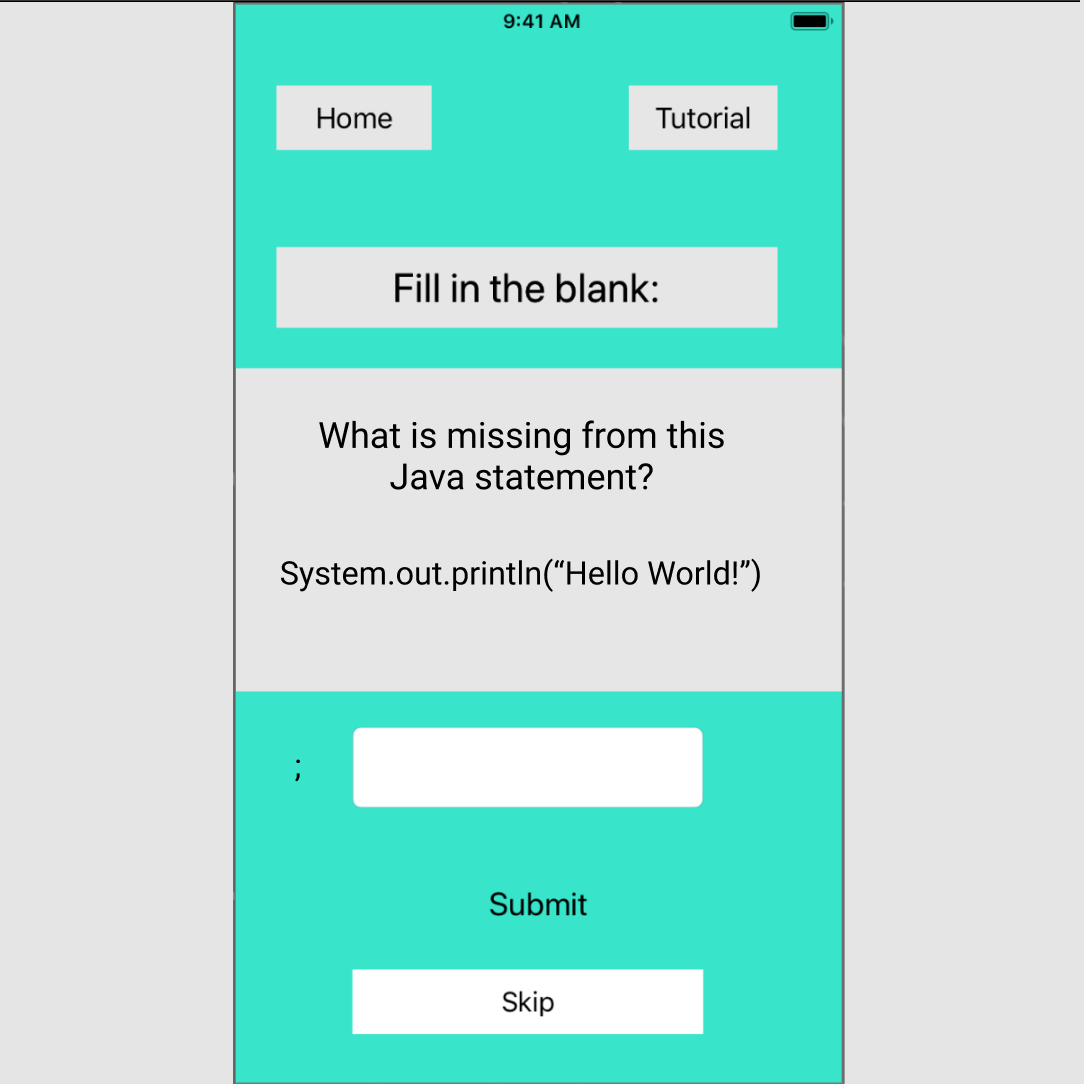 9:41 AM
Home
Tutorial
Fill in the blank:
What is missing from this
Java statement?
System.out.println(“Hello World!”)
;
Submit
Skip